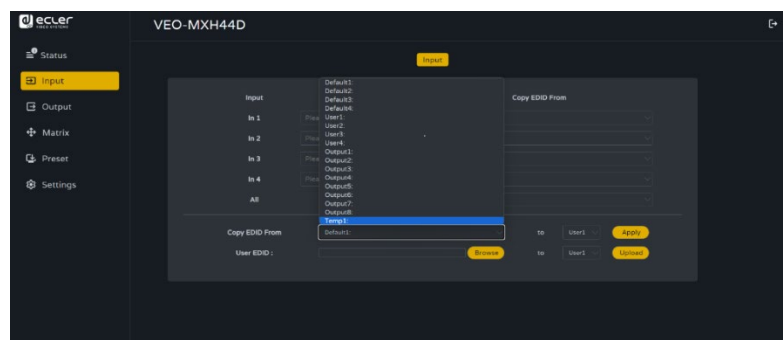 ecler
VIDEO SYSTEMS
VEO-MXH44D
Status
Input
Output
Matrix
Preset
Settings
Input
Input
Copy EDID From
In 1
In 2
In 3
In 4
All
Default1:
Default2:
Default3:
Default4:
User1:
User2:
User3:
User4:
Output1:
Output2:
Output3:
Output4:
Output5:
Output6:
Output7:
Output8:
Temp1:
Copy EDID From Default1: to User1 Apply
User EDID : Browse to User1 Upload